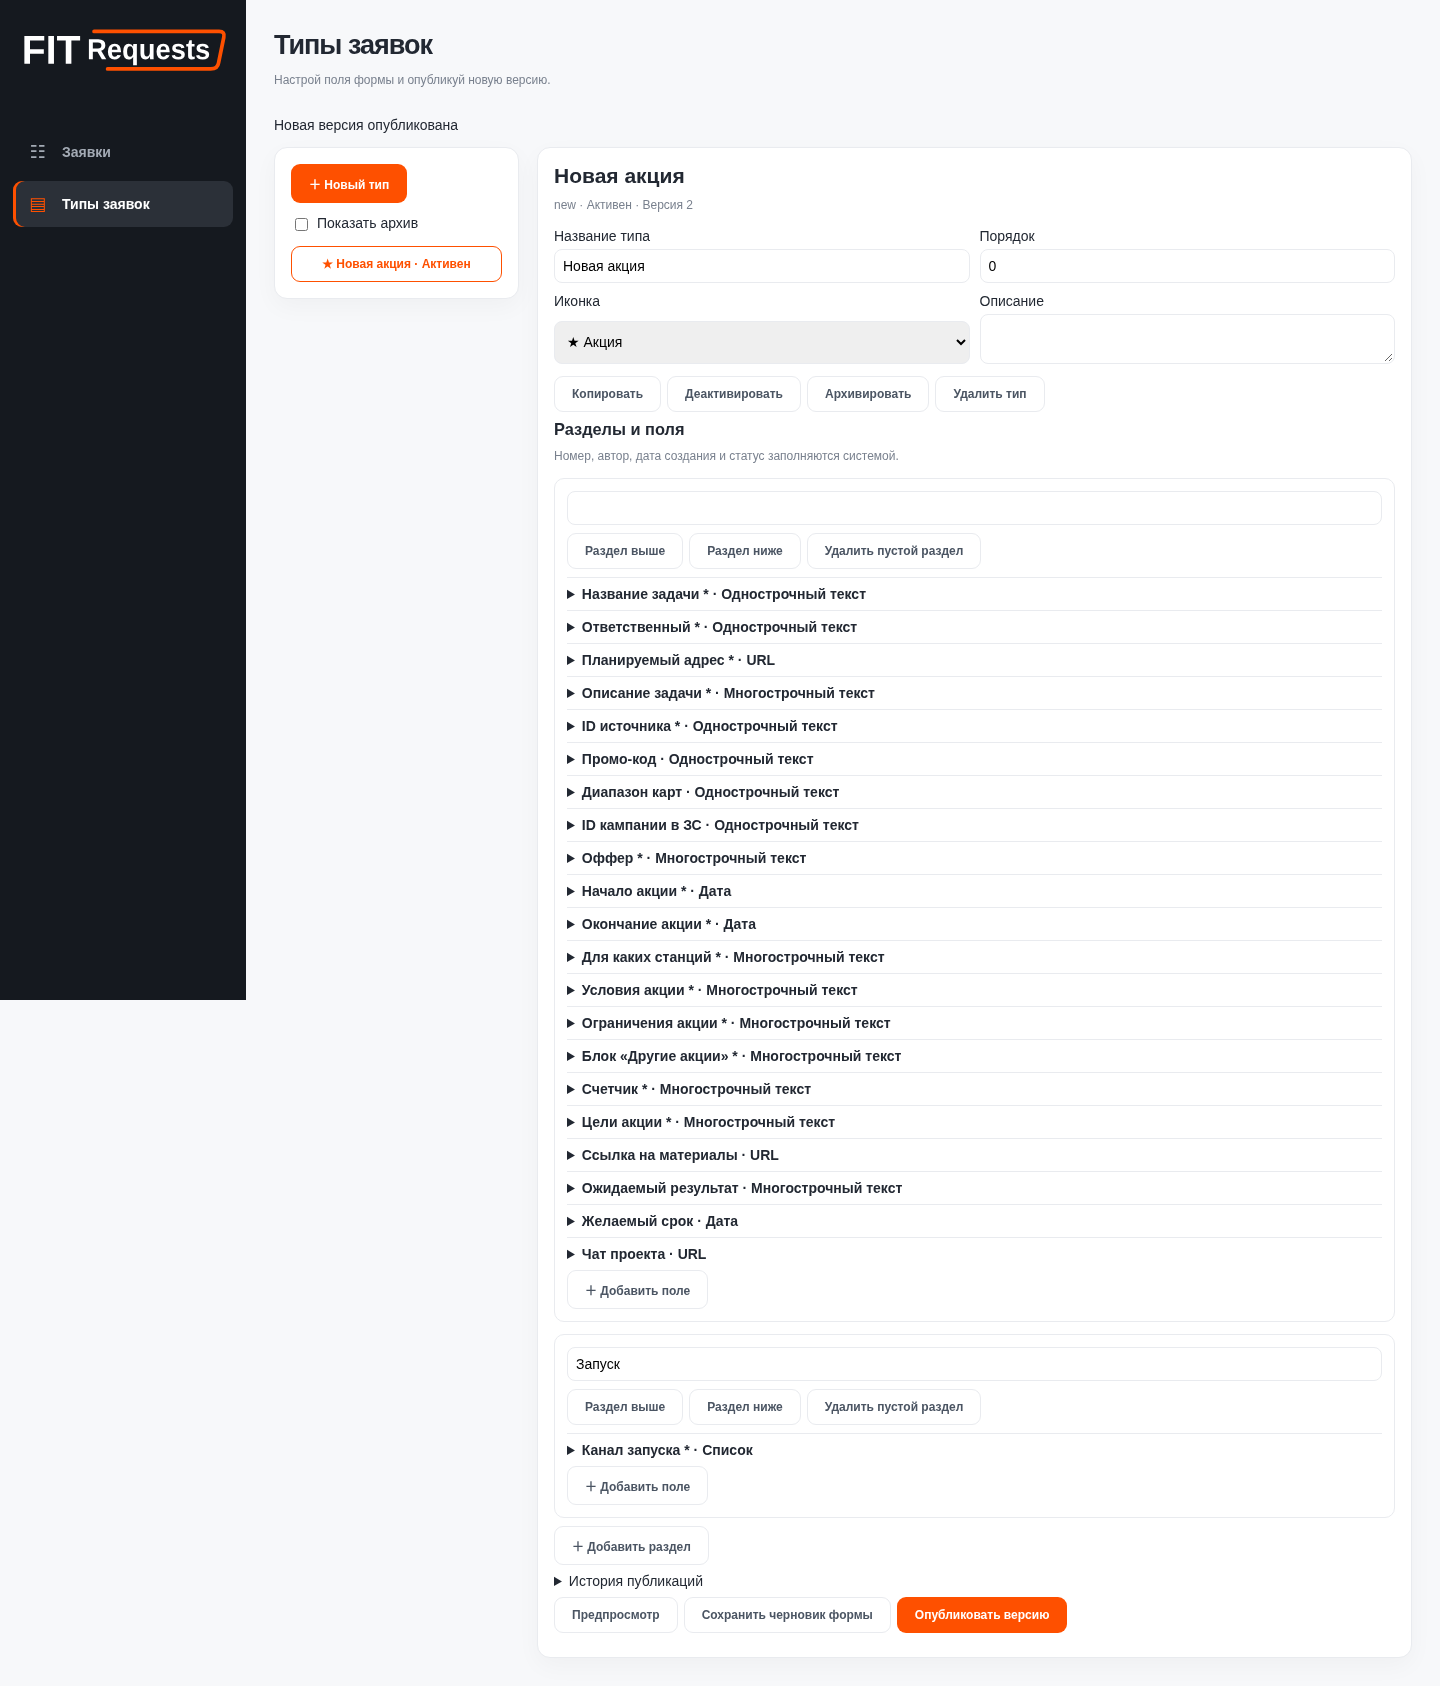 FIT Requests
Заявки
Типы заявок
Типы заявок
Настрой поля формы и опубликуй новую версию.
Новая версия опубликована
+ Новый тип
Показать архив
★ Новая акция · Активен
Новая акция
new · Активен · Версия 2
Название типа
Порядок
Новая акция
0
Иконка
Описание
★ Акция
Копировать
Деактивировать
Архивировать
Удалить тип
Разделы и поля
Номер, автор, дата создания и статус заполняются системой.
Раздел выше
Раздел ниже
Удалить пустой раздел
Название задачи * · Однострочный текст
Ответственный * · Однострочный текст
Планируемый адрес * · URL
Описание задачи * · Многострочный текст
ID источника * · Однострочный текст
Промо-код · Однострочный текст
Диапазон карт · Однострочный текст
ID кампании в ЗС · Однострочный текст
Оффер * · Многострочный текст
Начало акции * · Дата
Окончание акции * · Дата
Для каких станций * · Многострочный текст
Условия акции * · Многострочный текст
Ограничения акции * · Многострочный текст
Блок «Другие акции» * · Многострочный текст
Счетчик * · Многострочный текст
Цели акции * · Многострочный текст
Ссылка на материалы · URL
Ожидаемый результат · Многострочный текст
Желаемый срок · Дата
Чат проекта · URL
+ Добавить поле
Запуск
Раздел выше
Раздел ниже
Удалить пустой раздел
Канал запуска * · Список
+ Добавить поле
+ Добавить раздел
История публикаций
Предпросмотр
Сохранить черновик формы
Опубликовать версию